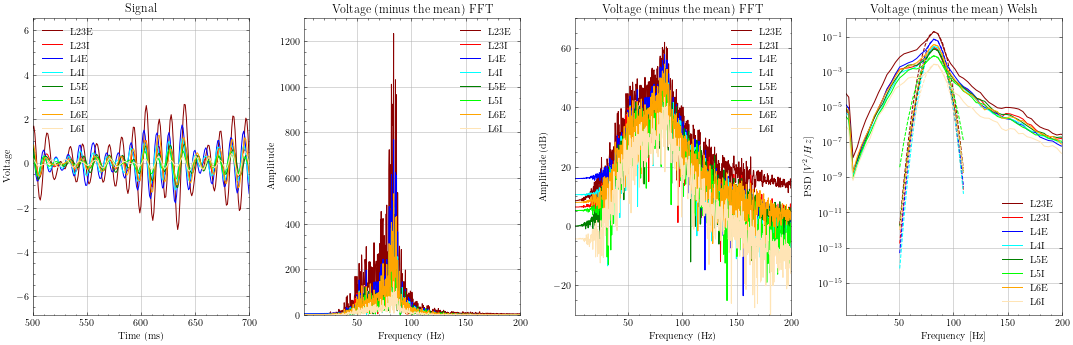 Signal
Voltage
6
4
2
0
−2
−4
−6
500
550
600
650
700
Time (ms)
L23E
L23I
L4E
L4I
L5E
L5I
L6E
L6I
Voltage (minus the mean) FFT
Amplitude
1200
1000
800
600
400
200
0
0
50
100
150
200
Frequency (Hz)
L23E
L23I
L4E
L4I
L5E
L5I
L6E
L6I
Voltage (minus the mean) FFT
Amplitude (dB)
60
40
20
0
−20
50
100
150
200
Frequency (Hz)
L23E
L23I
L4E
L4I
L5E
L5I
L6E
L6I
Voltage (minus the mean) Welsh
PSD [V²/Hz]
10⁻¹
10⁻³
10⁻⁵
10⁻⁷
10⁻⁹
10⁻¹¹
10⁻¹³
10⁻¹⁵
50
100
150
200
Frequency [Hz]
L23E
L23I
L4E
L4I
L5E
L5I
L6E
L6I